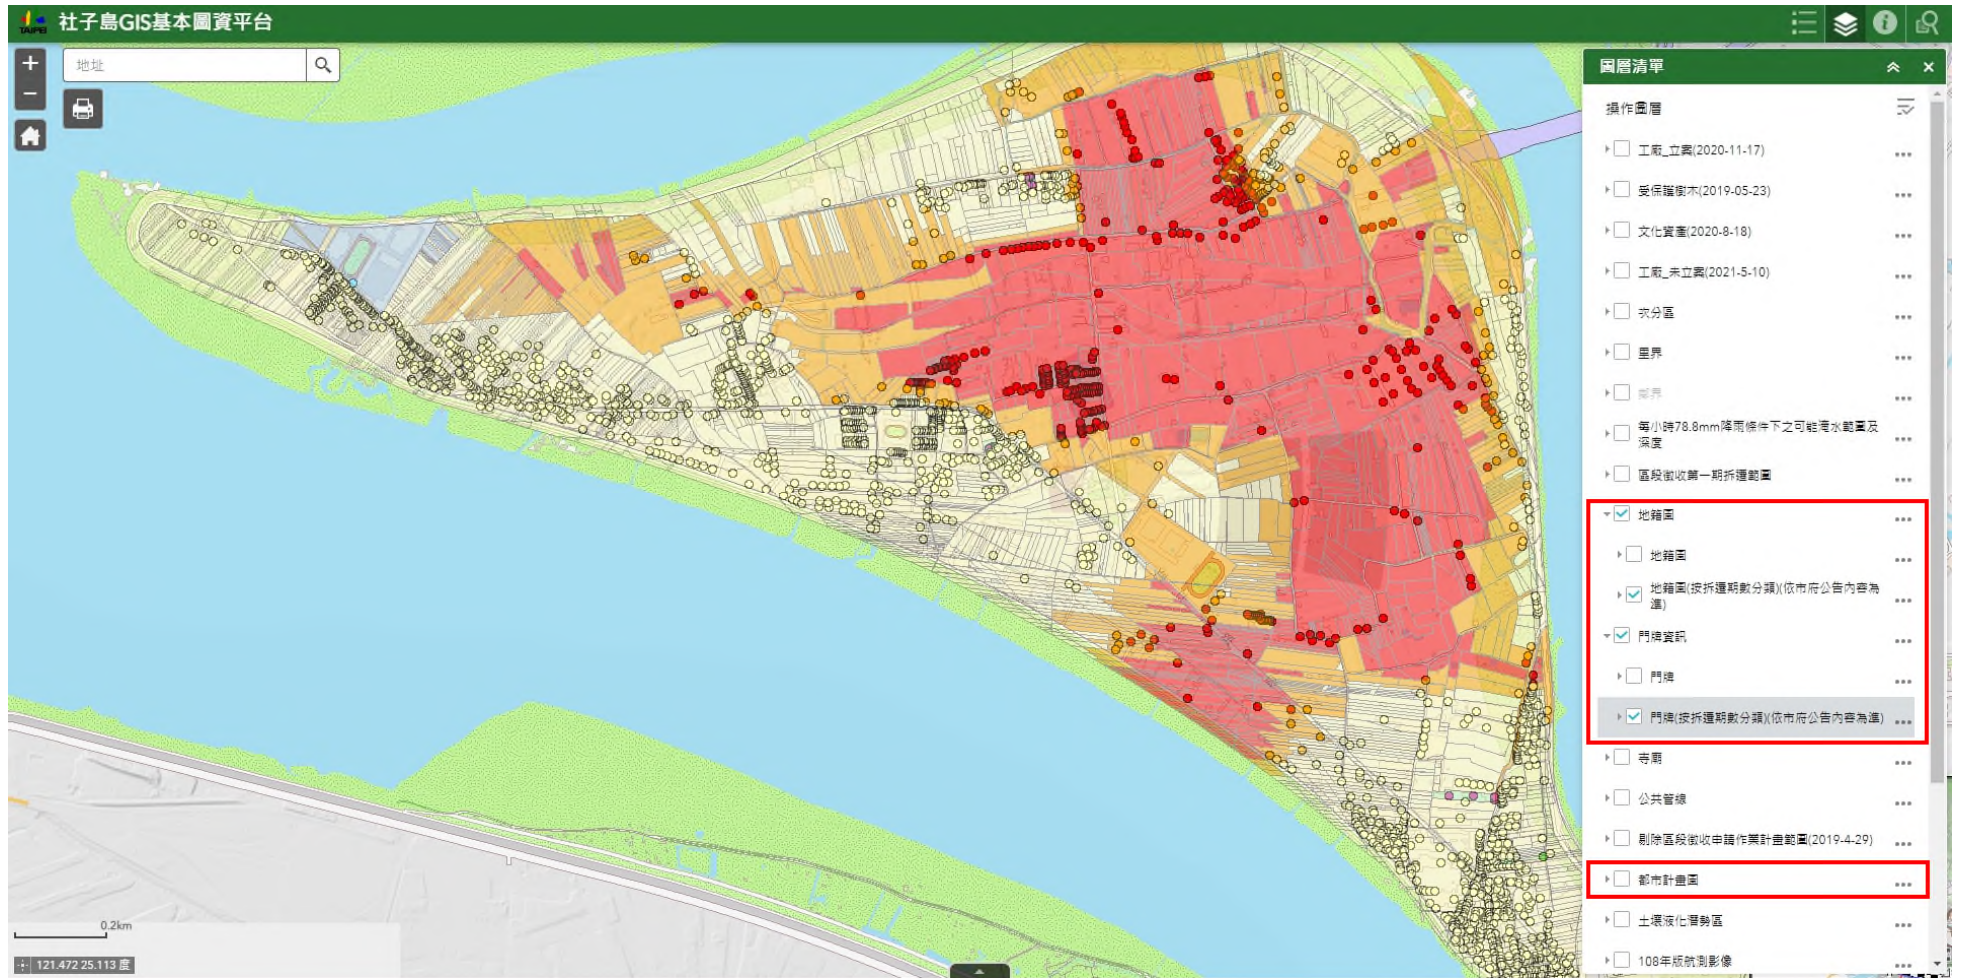 TAIPEI
社子島GIS基本圖資平台
地址
圖層清單
操作圖層
工廠_立案(2020-11-17)
受保護樹木(2019-05-23)
文化資產(2020-8-18)
工廠_未立案(2021-5-10)
次分區
里界
鄰界
每小時78.8mm降雨條件下之可能淹水範圍及
深度
區段徵收第一期拆遷範圍
地籍圖
地籍圖
地籍圖(按拆遷期數分類)(依市府公告內容為
準)
門牌資訊
門牌
門牌(按拆遷期數分類)(依市府公告內容為準)
寺廟
公共管線
剔除區段徵收申請作業計畫範圍(2019-4-29)
都市計畫圖
土壤液化潛勢區
108年版航測影像
0.2km
121.472 25.113 度